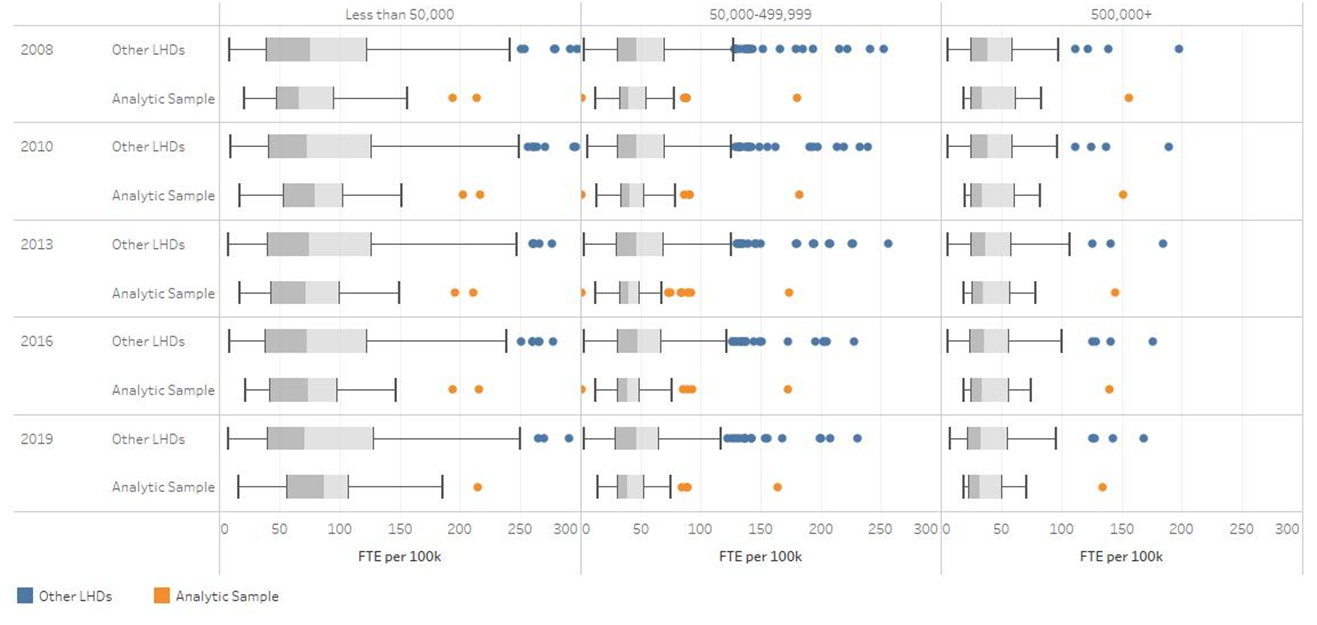 Less than 50,000 50,000-499,999 500,000+
2008 Other LHDs
Analytic Sample
2010 Other LHDs
Analytic Sample
2013 Other LHDs
Analytic Sample
2016 Other LHDs
Analytic Sample
2019 Other LHDs
Analytic Sample
0 50 100 150 200 250 300 0 50 100 150 200 250 300 0 50 100 150 200 250 300
FTE per 100k FTE per 100k FTE per 100k
Other LHDs Analytic Sample